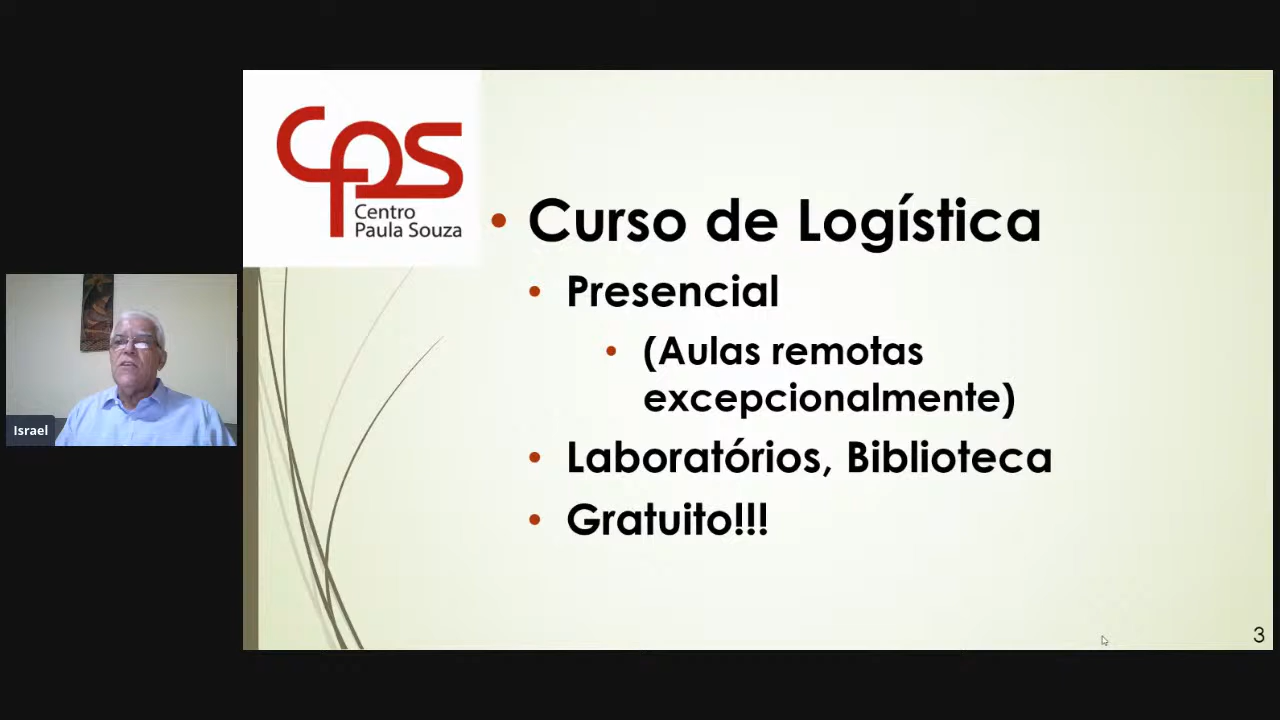 cps
Centro
Paula Souza
• Curso de Logística
• Presencial
• (Aulas remotas
excepcionalmente)
• Laboratórios, Biblioteca
• Gratuito!!!
Israel
3